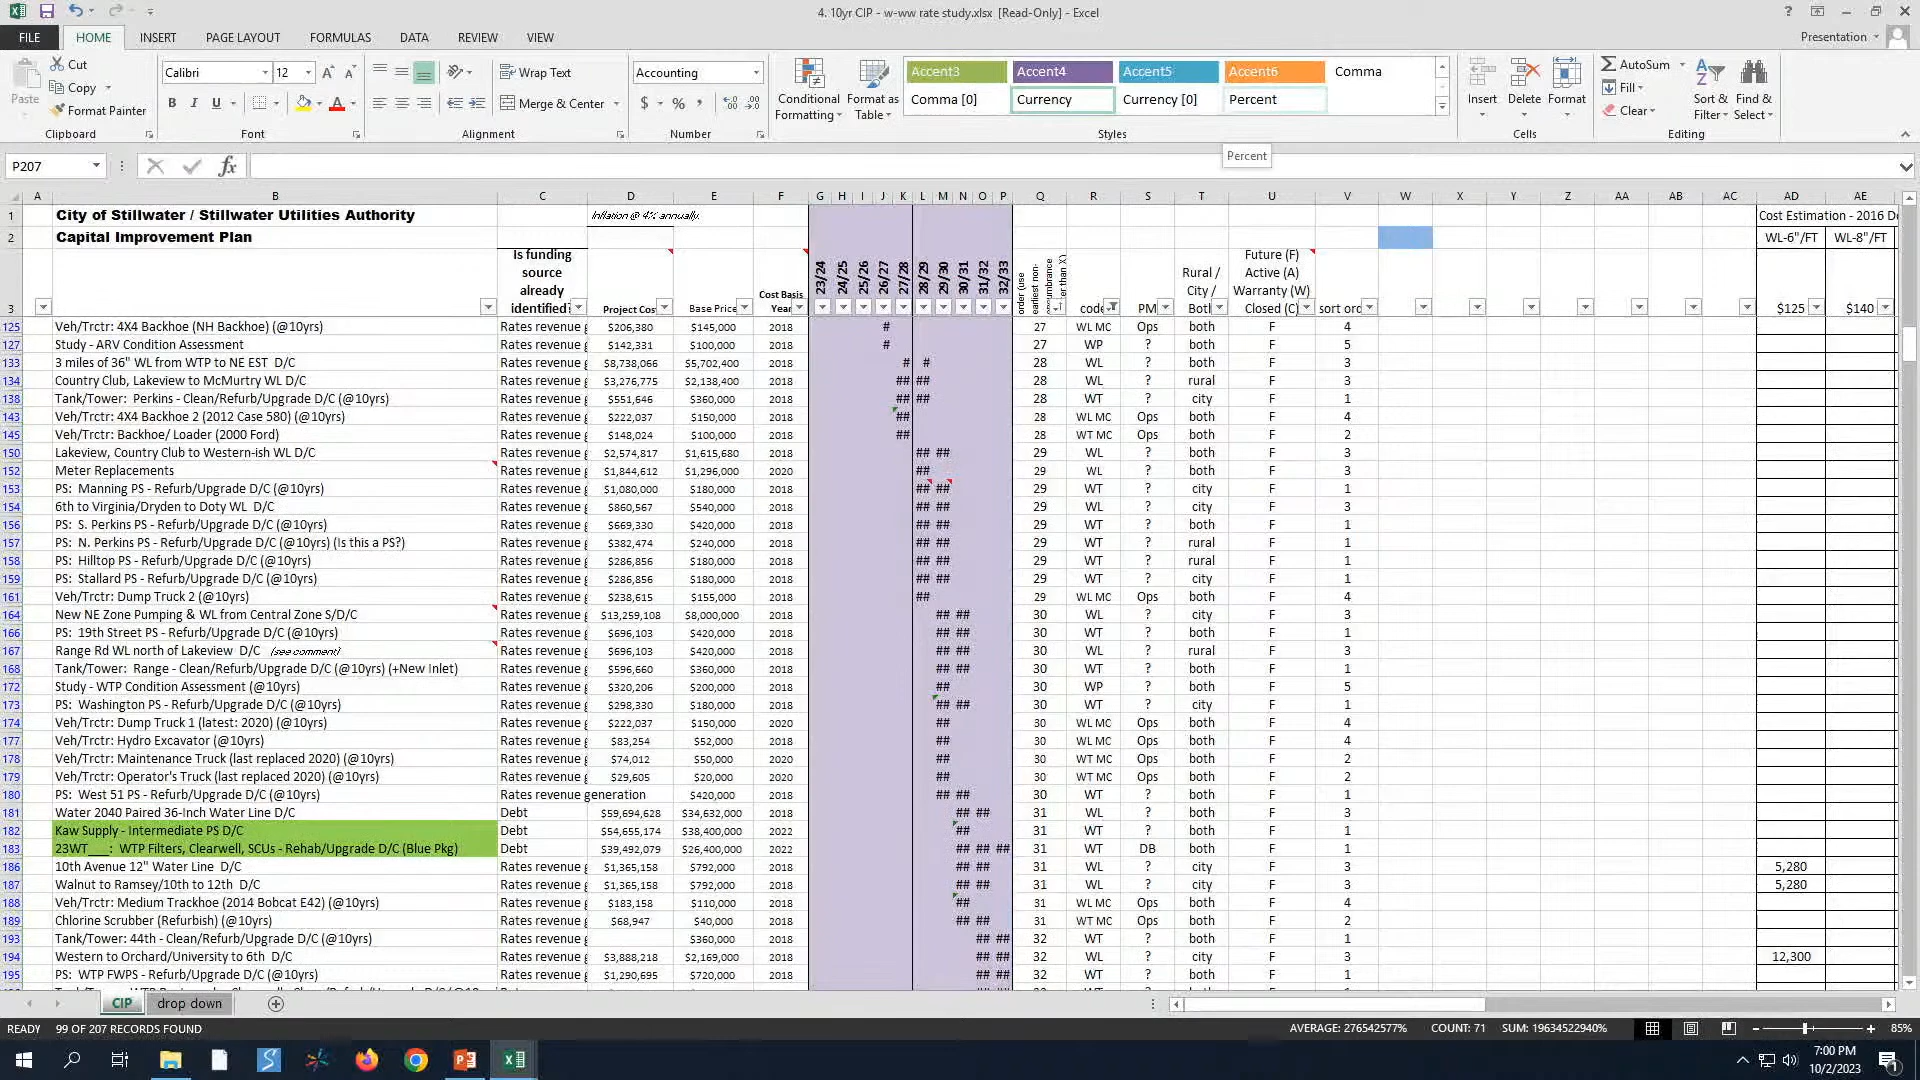 4. 10yr CIP - w-ww rate study.xlsx [Read-Only] - Excel
FILE HOME INSERT PAGE LAYOUT FORMULAS DATA REVIEW VIEW Presentation
Cut Calibri 12 Wrap Text Accounting Accent3 Accent4 Accent5 Accent6 Comma AutoSum
Copy Comma [0] Currency Currency [0] Percent Fill
Paste Format Painter B I U Merge & Center $ % Conditional Formatting Format as Table Insert Delete Format Clear Sort & Filter Find & Select
Clipboard Font Alignment Number Styles Cells Editing
P207 fx Percent
A B C D E F G H I J K L M N O P Q R S T U V W X Y Z AA AB AC AD AE
1 City of Stillwater / Stillwater Utilities Authority Inflation @ 4% annually. Cost Estimation - 2016 Do
2 Capital Improvement Plan WL-6"/FT WL-8"/FT
3 Is funding source already identified? Project Cos Base Price Cost Basis Year 23/24 24/25 25/26 26/27 27/28 28/29 29/30 30/31 31/32 32/33 order (use earliest non- code PM Rural / City / Both Future (F) Active (A) Warranty (W) Closed (C) sort ord $125 $140
125 Veh/Trctr: 4X4 Backhoe (NH Backhoe) (@10yrs) Rates revenue g $206,380 $145,000 2018 # 27 WL MC Ops both F 4
127 Study - ARV Condition Assessment Rates revenue g $142,331 $100,000 2018 # 27 WP ? both F 5
133 3 miles of 36" WL from WTP to NE EST D/C Rates revenue g $8,738,066 $5,702,400 2018 # # 28 WL ? both F 3
134 Country Club, Lakeview to McMurtry WL D/C Rates revenue g $3,276,775 $2,138,400 2018 ## ## 28 WL ? rural F 3
138 Tank/Tower: Perkins - Clean/Refurb/Upgrade D/C (@10yrs) Rates revenue g $551,646 $360,000 2018 ## ## 28 WT ? city F 1
143 Veh/Trctr: 4X4 Backhoe 2 (2012 Case 580) (@10yrs) Rates revenue g $222,037 $150,000 2018 ## 28 WL MC Ops both F 4
145 Veh/Trctr: Backhoe/ Loader (2000 Ford) Rates revenue g $148,024 $100,000 2018 ## 28 WT MC Ops both F 2
150 Lakeview, Country Club to Western-ish WL D/C Rates revenue g $2,574,817 $1,615,680 2018 ## ## 29 WL ? both F 3
152 Meter Replacements Rates revenue g $1,844,612 $1,296,000 2020 ## 29 WL ? both F 3
153 PS: Manning PS - Refurb/Upgrade D/C (@10yrs) Rates revenue g $1,080,000 $180,000 2018 ## ## 29 WT ? city F 1
154 6th to Virginia/Dryden to Doty WL D/C Rates revenue g $860,567 $540,000 2018 ## ## 29 WL ? city F 3
156 PS: S. Perkins PS - Refurb/Upgrade D/C (@10yrs) Rates revenue g $669,330 $420,000 2018 ## ## 29 WT ? both F 1
157 PS: N. Perkins PS - Refurb/Upgrade D/C (@10yrs) (Is this a PS?) Rates revenue g $382,474 $240,000 2018 ## ## 29 WT ? rural F 1
158 PS: Hilltop PS - Refurb/Upgrade D/C (@10yrs) Rates revenue g $286,856 $180,000 2018 ## ## 29 WT ? rural F 1
159 PS: Stallard PS - Refurb/Upgrade D/C (@10yrs) Rates revenue g $286,856 $180,000 2018 ## ## 29 WT ? city F 1
161 Veh/Trctr: Dump Truck 2 (@10yrs) Rates revenue g $238,615 $155,000 2018 ## 29 WL MC Ops both F 4
164 New NE Zone Pumping & WL from Central Zone S/D/C Rates revenue g $13,259,108 $8,000,000 2018 ## ## 30 WL ? city F 3
166 PS: 19th Street PS - Refurb/Upgrade D/C (@10yrs) Rates revenue g $696,103 $420,000 2018 ## ## 30 WT ? both F 1
167 Range Rd WL north of Lakeview D/C (see comment) Rates revenue g $696,103 $420,000 2018 ## ## 30 WL ? rural F 3
168 Tank/Tower: Range - Clean/Refurb/Upgrade D/C (@10yrs) (+New Inlet) Rates revenue g $596,660 $360,000 2018 ## ## 30 WT ? both F 1
172 Study - WTP Condition Assessment (@10yrs) Rates revenue g $320,206 $200,000 2018 ## 30 WP ? both F 5
173 PS: Washington PS - Refurb/Upgrade D/C (@10yrs) Rates revenue g $298,330 $180,000 2018 ## ## 30 WT ? city F 1
174 Veh/Trctr: Dump Truck 1 (latest: 2020) (@10yrs) Rates revenue g $222,037 $150,000 2020 ## 30 WL MC Ops both F 4
177 Veh/Trctr: Hydro Excavator (@10yrs) Rates revenue g $83,254 $52,000 2018 ## 30 WL MC Ops both F 4
178 Veh/Trctr: Maintenance Truck (last replaced 2020) (@10yrs) Rates revenue g $74,012 $50,000 2020 ## 30 WT MC Ops both F 2
179 Veh/Trctr: Operator's Truck (last replaced 2020) (@10yrs) Rates revenue g $29,605 $20,000 2020 ## 30 WT MC Ops both F 2
180 PS: West 51 PS - Refurb/Upgrade D/C (@10yrs) Rates revenue generation $420,000 2018 ## ## 30 WT ? both F 1
181 Water 2040 Paired 36-Inch Water Line D/C Debt $59,694,628 $34,632,000 2018 ## ## 31 WL ? both F 3
182 Kaw Supply - Intermediate PS D/C Debt $54,655,174 $38,400,000 2022 ## 31 WT ? both F 1
183 23WT___: WTP Filters, Clearwell, SCUs - Rehab/Upgrade D/C (Blue Pkg) Debt $39,492,079 $26,400,000 2022 ## ## ## 31 WT DB both F 1
186 10th Avenue 12" Water Line D/C Rates revenue g $1,365,158 $792,000 2018 ## ## 31 WL ? city F 3 5,280
187 Walnut to Ramsey/10th to 12th D/C Rates revenue g $1,365,158 $792,000 2018 ## ## 31 WL ? city F 3 5,280
188 Veh/Trctr: Medium Trackhoe (2014 Bobcat E42) (@10yrs) Rates revenue g $183,158 $110,000 2018 ## 31 WL MC Ops both F 4
189 Chlorine Scrubber (Refurbish) (@10yrs) Rates revenue g $68,947 $40,000 2018 ## ## 31 WT MC Ops both F 2
193 Tank/Tower: 44th - Clean/Refurb/Upgrade D/C (@10yrs) Rates revenue g $360,000 2018 ## ## 32 WT ? both F 1
194 Western to Orchard/University to 6th D/C Rates revenue g $3,888,218 $2,169,000 2018 ## ## 32 WL ? city F 3 12,300
195 PS: WTP FWPS - Refurb/Upgrade D/C (@10yrs) Rates revenue g $1,290,695 $720,000 2018 ## ## 32 WT ? both F 1
CIP drop down
READY 99 OF 207 RECORDS FOUND AVERAGE: 276542577% COUNT: 71 SUM: 19634522940% 85%
7:00 PM
10/2/2023